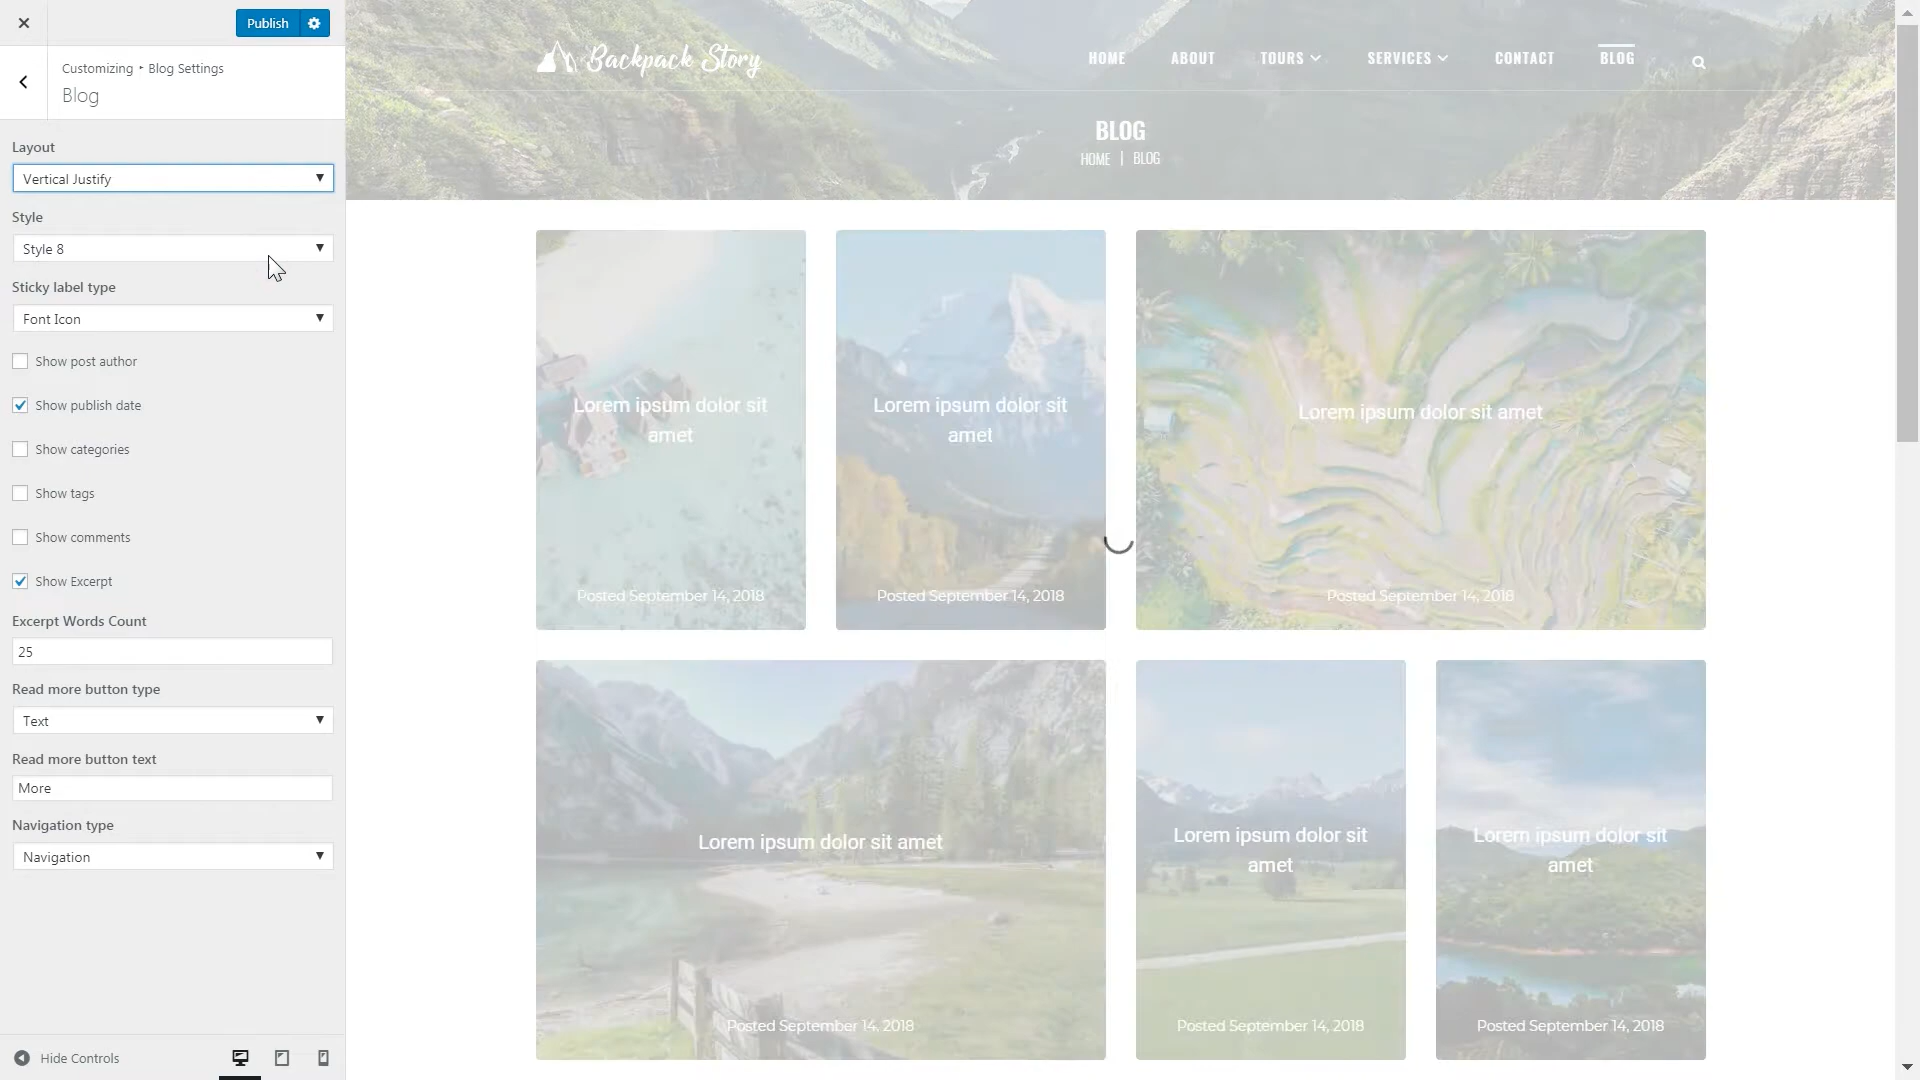 Publish
Customizing ‣ Blog Settings
Blog
Layout
Vertical Justify
Style
Style 8
Sticky label type
Font Icon
Show post author
Show publish date
Show categories
Show tags
Show comments
Show Excerpt
Excerpt Words Count
25
Read more button type
Text
Read more button text
More
Navigation type
Navigation
Hide Controls
Backpack Story
HOME ABOUT TOURS SERVICES CONTACT BLOG
BLOG
HOME | BLOG
Lorem ipsum dolor sit
amet
Posted September 14, 2018
Lorem ipsum dolor sit
amet
Posted September 14, 2018
Lorem ipsum dolor sit amet
Posted September 14, 2018
Lorem ipsum dolor sit amet
Posted September 14, 2018
Lorem ipsum dolor sit
amet
Posted September 14, 2018
Lorem ipsum dolor sit
amet
Posted September 14, 2018